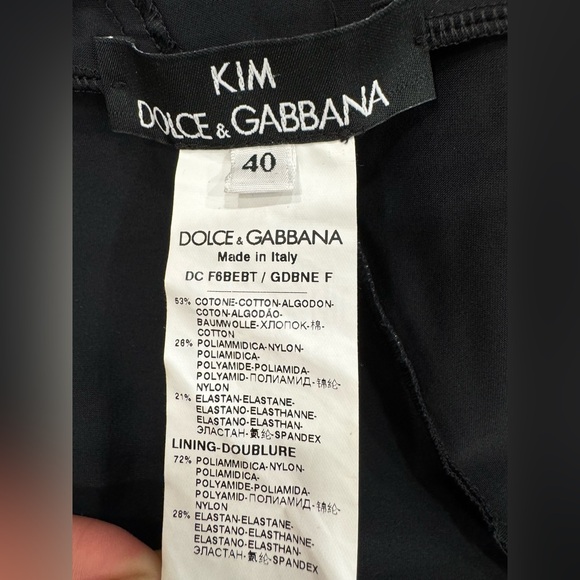 KIM
DOLCE & GABBANA
40
DOLCE & GABBANA
Made in Italy
DC F6BEBT / GDBNE F
53% COTONE-COTTON-ALGODON-
COTON-ALGODÃO-
BAUMWOLLE-ХЛОПОК-棉-
COTTON
26% POLIAMMIDICA-NYLON-
POLIAMIDICA-
POLYAMIDE-POLIAMIDA-
POLYAMID-ПОЛИАМИД-锦纶-
NYLON
21% ELASTAN-ELASTANE-
ELASTANO-ELASTHANNE-
ELASTANO-ELASTHAN-
ЭЛАСТАН-氨纶-SPANDEX
LINING-DOUBLURE
72% POLIAMMIDICA-NYLON-
POLIAMIDICA-
POLYAMIDE-POLIAMIDA-
POLYAMID-ПОЛИАМИД-锦纶-
NYLON
28% ELASTAN-ELASTANE-
ELASTANO-ELASTHANNE-
ELASTANO-ELASTHAN-
ЭЛАСТАН-氨纶-SPANDEX